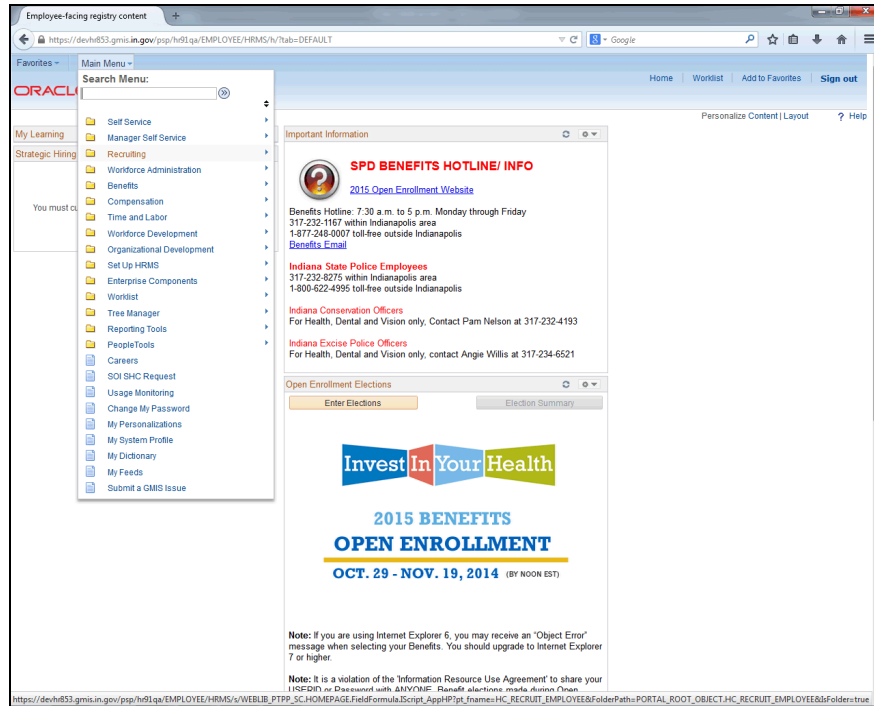 Employee-facing registry content
https://devhr853.gmis.in.gov/psp/hr91qa/EMPLOYEE/HRMS/h/?tab=DEFAULT
Google
Favorites
Main Menu
Search Menu:
Home
Worklist
Add to Favorites
Sign out
Personalize Content | Layout
? Help
My Learning
Strategic Hiring
You must
Self Service
Manager Self Service
Recruiting
Workforce Administration
Benefits
Compensation
Time and Labor
Workforce Development
Organizational Development
Set Up HRMS
Enterprise Components
Worklist
Tree Manager
Reporting Tools
PeopleTools
Careers
SOI SHC Request
Usage Monitoring
Change My Password
My Personalizations
My System Profile
My Dictionary
My Feeds
Submit a GMIS Issue
Important Information
SPD BENEFITS HOTLINE/ INFO
2015 Open Enrollment Website
Benefits Hotline: 7:30 a.m. to 5 p.m. Monday through Friday
317-232-1167 within Indianapolis area
1-877-248-0007 toll-free outside Indianapolis
Benefits Email
Indiana State Police Employees
317-232-8275 within Indianapolis area
1-800-622-4995 toll-free outside Indianapolis
Indiana Conservation Officers
For Health, Dental and Vision only, Contact Pam Nelson at 317-232-4193
Indiana Excise Police Officers
For Health, Dental and Vision only, contact Angie Willis at 317-234-6521
Open Enrollment Elections
Enter Elections
Election Summary
Invest In Your Health
2015 BENEFITS
OPEN ENROLLMENT
OCT. 29 - NOV. 19, 2014 (BY NOON EST)
Note: If you are using Internet Explorer 6, you may receive an "Object Error"
message when selecting your Benefits. You should upgrade to Internet Explorer
7 or higher.
Note: It is a violation of the 'Information Resource Use Agreement' to share your
USERID or Password with ANYONE. Benefit elections made during Open
https://devhr853.gmis.in.gov/psp/hr91qa/EMPLOYEE/HRMS/s/WEBLIB_PTPP_SC.HOMEPAGE.FieldFormula.IScript_AppHP?pt_fname=HC_RECRUIT_EMPLOYEE&FolderPath=PORTAL_ROOT_OBJECT.HC_RECRUIT_EMPLOYEE&IsFolder=true